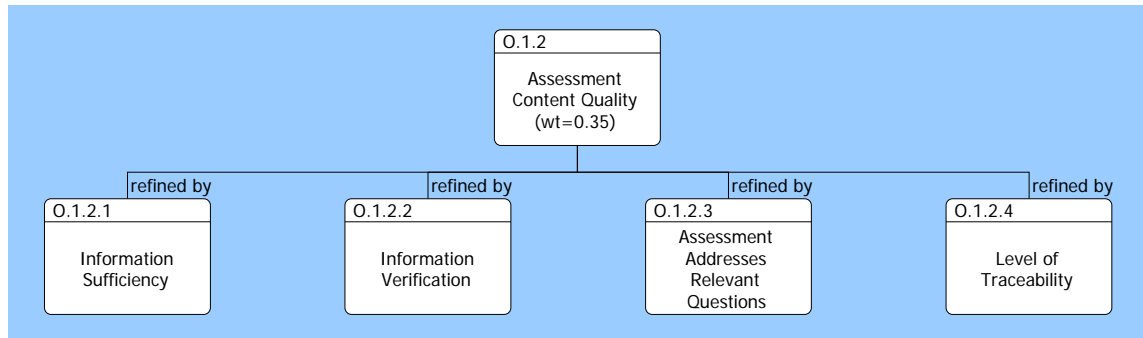 O.1.2
Assessment
Content Quality
(wt=0.35)
refined by
refined by
refined by
refined by
O.1.2.1
Information
Sufficiency
O.1.2.2
Information
Verification
O.1.2.3
Assessment
Addresses
Relevant
Questions
O.1.2.4
Level of
Traceability